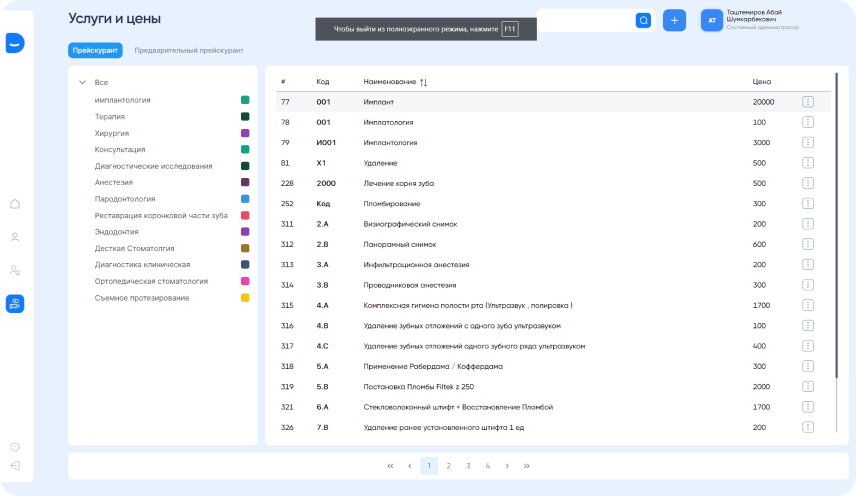 Услуги и цены
Чтобы выйти из полноэкранного режима, нажмите F11
+
АТ
Таштемиров Абай
Шумкарбекович
Системный администратор
Прейскурант
Предварительный прейскурант
Все
имплантология
Терапия
Хирургия
Консультация
Диагностические исследования
Анестезия
Пародонтология
Реставрация коронковой части зуба
Эндодонтия
Десткая Стоматолгия
Диагностика клиническая
Ортопедическая стоматология
Съемное протезирование
# Код Наименование ↑↓ Цена
77 001 Имплант 20000
78 001 Имплатология 100
79 И001 Имплантология 3000
81 X1 Удаление 500
228 2000 Лечение корня зуба 500
252 Код Пломбирование 300
311 2.A Визиографический снимок 200
312 2.B Панорамный снимок 600
313 3.A Инфильтрационная анестезия 200
314 3.B Проводниковая анестезия 300
315 4.A Комплексная гигиена полости рта (Ультразвук , полировка ) 1700
316 4.B Удаление зубных отложений с одного зуба ультразвуком 100
317 4.C Удаление зубных отложений одного зубного ряда ультразвуком 400
318 5.A Применение Рабердама / Коффердама 300
319 5.B Постановка Пломбы Filtek z 250 2000
321 6.A Стекловолоконный штифт + Восстановление Пломбой 1700
326 7.B Удаление ранее установленного штифта 1 ед 200
« ‹ 1 2 3 4 › »